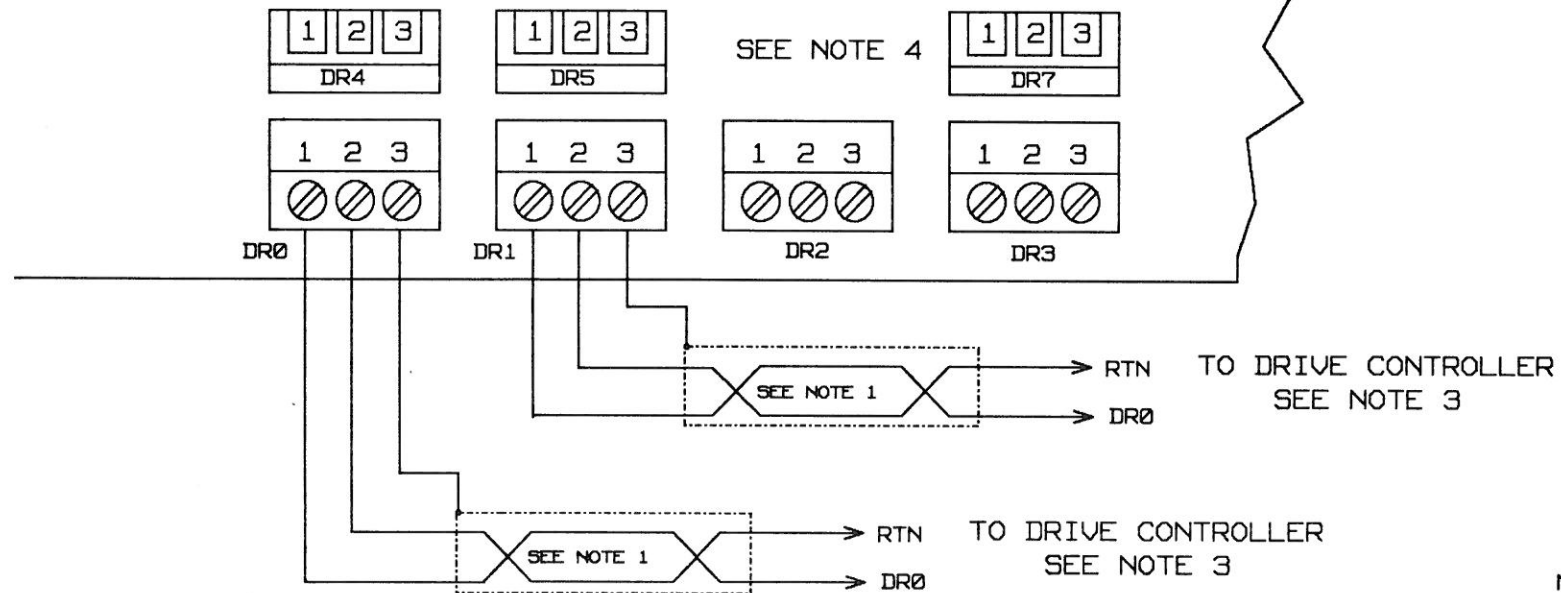 1 2 3
DR4
1 2 3
DR5
SEE NOTE 4
1 2 3
DR7
1 2 3
DR0
1 2 3
DR1
1 2 3
DR2
1 2 3
DR3
SEE NOTE 1
RTN
DR0
TO DRIVE CONTROLLER
SEE NOTE 3
SEE NOTE 1
RTN
DR0
TO DRIVE CONTROLLER
SEE NOTE 3